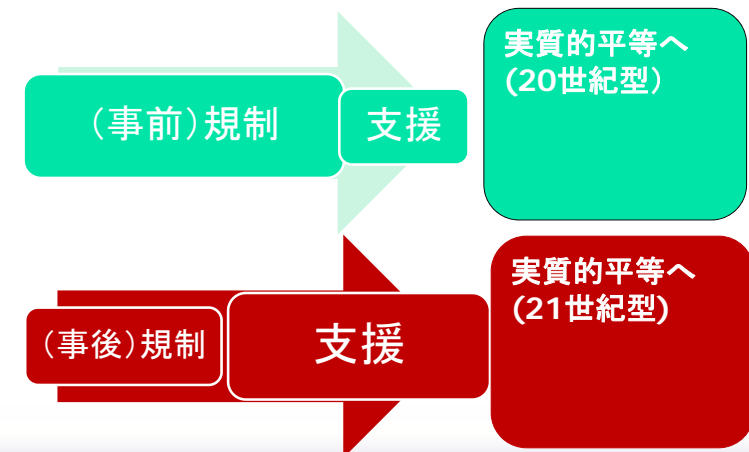 (事前)規制
支援
実質的平等へ
(20世紀型)
(事後)規制
支援
実質的平等へ
(21世紀型)